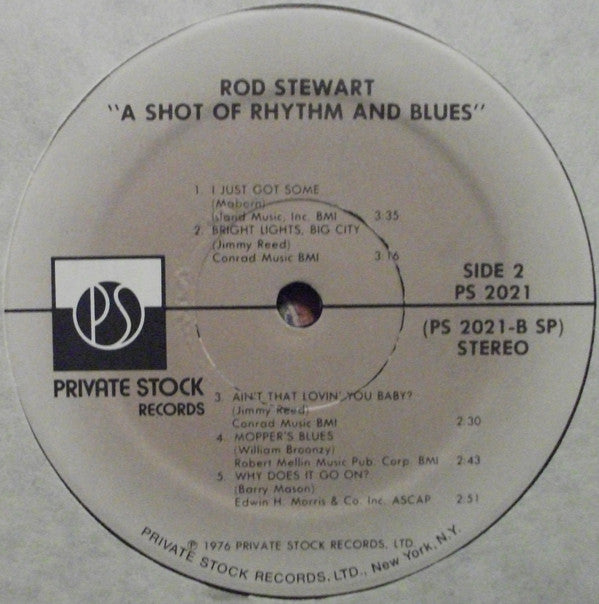 ROD STEWART
"A SHOT OF RHYTHM AND BLUES"
1. I JUST GOT SOME
(Maborn)
Island Music, Inc. BMI 3:35
2. BRIGHT LIGHTS, BIG CITY
(Jimmy Reed)
Conrad Music BMI 3:16
SIDE 2
PS 2021
PS
(PS 2021-B SP)
STEREO
PRIVATE STOCK
RECORDS
3. AIN'T THAT LOVIN' YOU BABY?
(Jimmy Reed)
Conrad Music BMI 2:30
4. MOPPER'S BLUES
(William Broonzy)
Robert Mellin Music Pub. Corp. BMI 2:43
5. WHY DOES IT GO ON?
(Barry Mason)
Edwin H. Morris & Co. Inc. ASCAP 2:51
℗ 1976 PRIVATE STOCK RECORDS, LTD.
PRIVATE STOCK RECORDS, LTD., New York, N.Y.